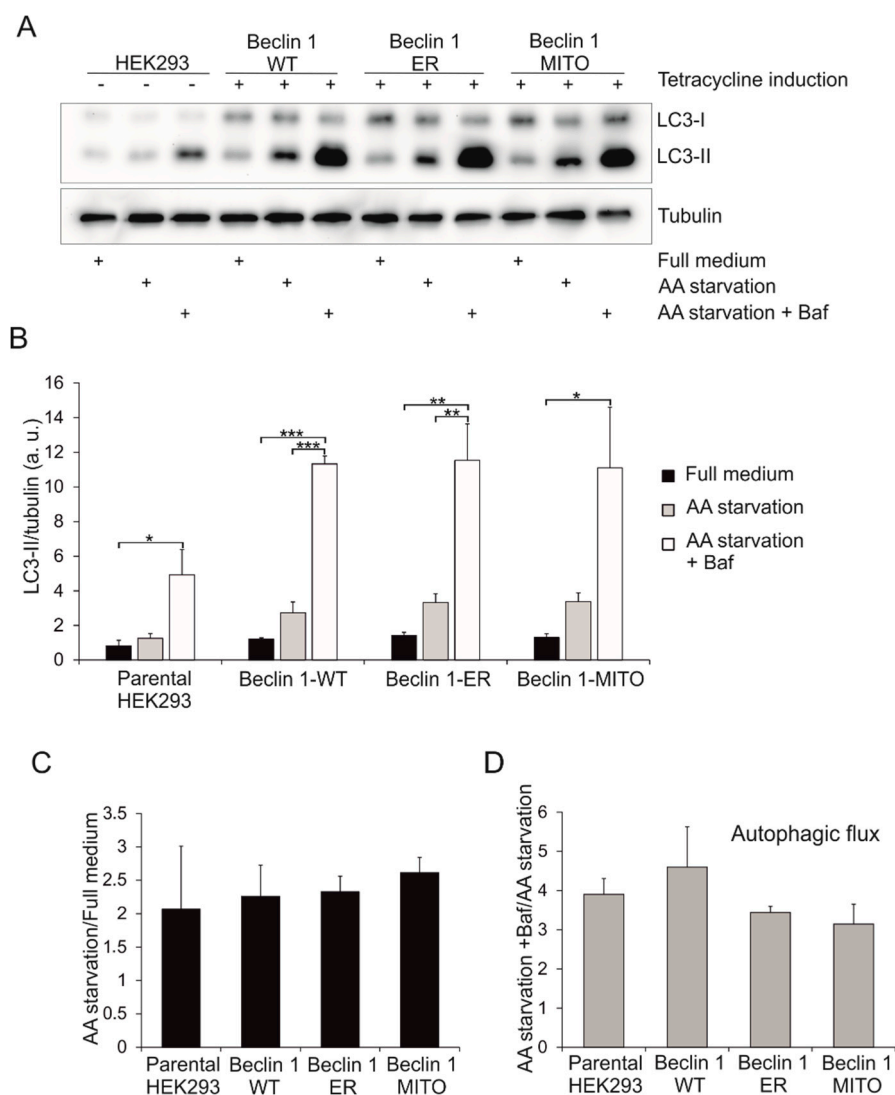 A
HEK293
Beclin 1
WT
Beclin 1
ER
Beclin 1
MITO
- - - + + + + + + + + + Tetracycline induction
LC3-I
LC3-II
Tubulin
+ + + + Full medium
+ + + + AA starvation
+ + + + AA starvation + Baf
B
LC3-II/tubulin (a. u.)
16
14
12
10
8
6
4
2
0
*
***
***
**
**
*
Full medium
AA starvation
AA starvation
+ Baf
Parental
HEK293
Beclin 1-WT
Beclin 1-ER
Beclin 1-MITO
C
AA starvation/Full medium
3.5
3
2.5
2
1.5
1
0.5
0
Parental
HEK293
Beclin 1
WT
Beclin 1
ER
Beclin 1
MITO
D
AA starvation +Baf/AA starvation
6
5
4
3
2
1
0
Autophagic flux
Parental
HEK293
Beclin 1
WT
Beclin 1
ER
Beclin 1
MITO